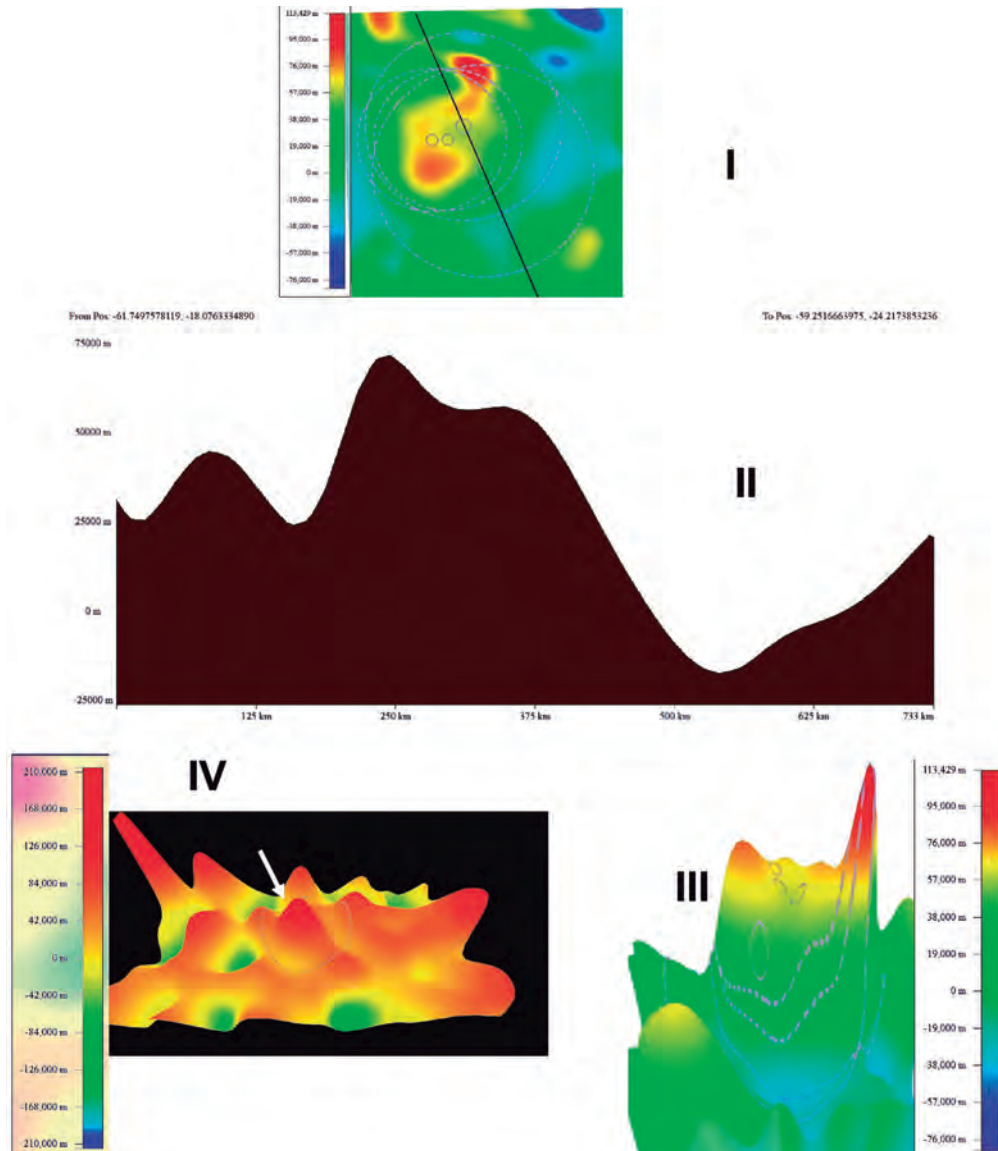 113,429 m
95,000 m
76,000 m
57,000 m
38,000 m
19,000 m
0 m
-19,000 m
-38,000 m
-57,000 m
-76,000 m
I
From Pos: -61.7497578119, -18.0763334890
To Pos: -59.2516663975, -24.2173853236
75000 m
50000 m
25000 m
0 m
-25000 m
125 km
250 km
375 km
500 km
625 km
733 km
II
IV
210,000 m
168,000 m
126,000 m
84,000 m
42,000 m
0 m
-42,000 m
-84,000 m
-126,000 m
-168,000 m
-210,000 m
III
113,429 m
95,000 m
76,000 m
57,000 m
38,000 m
19,000 m
0 m
-19,000 m
-38,000 m
-57,000 m
-76,000 m